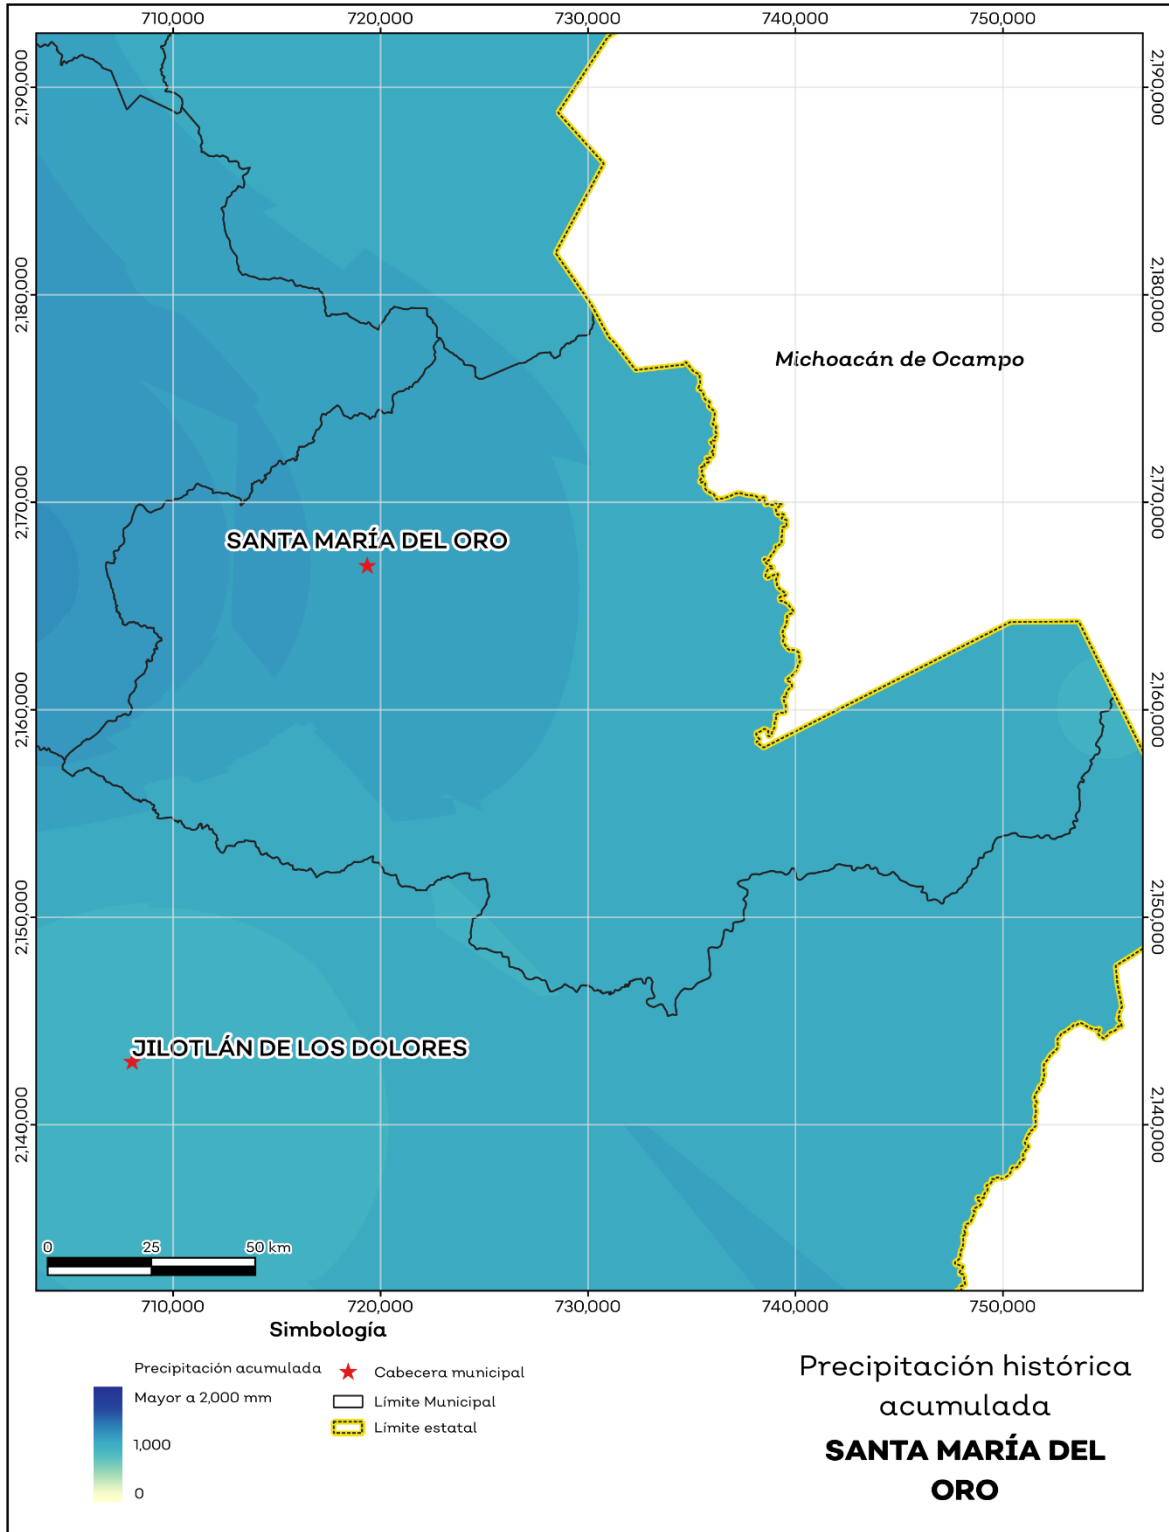 710,000 720,000 730,000 740,000 750,000
2,190,000 2,190,000
2,180,000 2,180,000
Michoacán de Ocampo
2,170,000 2,170,000
SANTA MARÍA DEL ORO
2,160,000 2,160,000
2,150,000 2,150,000
JILOTLÁN DE LOS DOLORES
2,140,000 2,140,000
0 25 50 km
710,000 720,000 730,000 740,000 750,000
Simbología
Precipitación acumulada
Mayor a 2,000 mm
1,000
0
Cabecera municipal
Límite Municipal
Límite estatal
Precipitación histórica
acumulada
SANTA MARÍA DEL
ORO